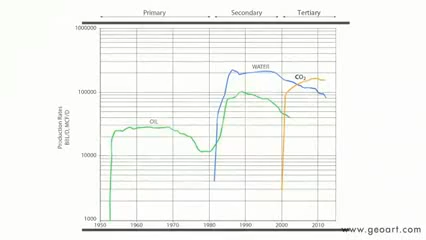 Primary Secondary Tertiary
1000000
WATER
CO2
100000
OIL
Production Rates
BBL/D, MCF/D
10000
1000
1950 1960 1970 1980 1990 2000 2010
www.geoart.com